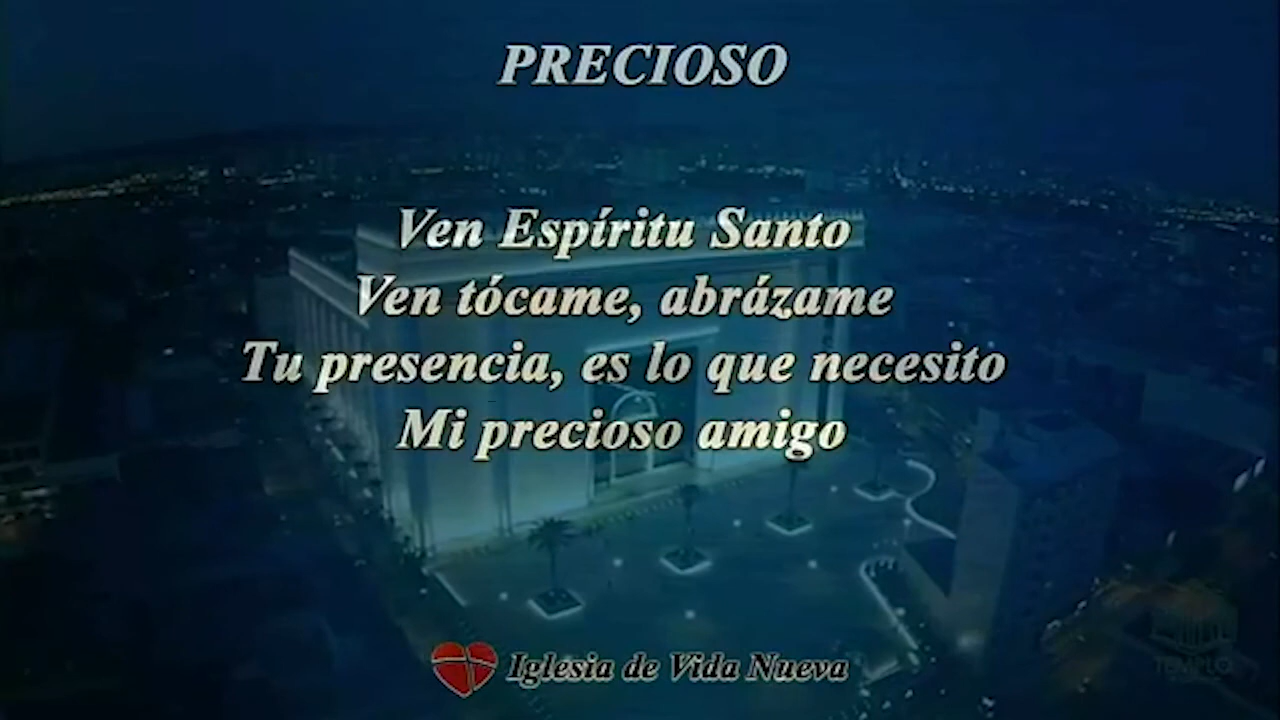 PRECIOSO
Ven Espíritu Santo
Ven tócame, abrázame
Tu presencia, es lo que necesito
Mi precioso amigo
Iglesia de Vida Nueva
TEMPLO